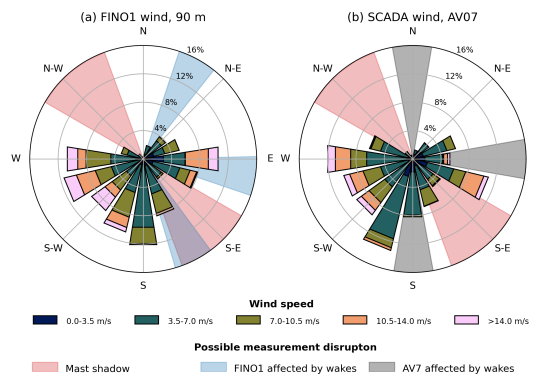 (a) FINO1 wind, 90 m
(b) SCADA wind, AV07
N
N
16%
16%
N-W
N-E
N-W
N-E
12%
12%
8%
8%
4%
4%
W
E
W
E
S-W
S-E
S-W
S-E
S
S
Wind speed
0.0-3.5 m/s
3.5-7.0 m/s
7.0-10.5 m/s
10.5-14.0 m/s
>14.0 m/s
Possible measurement disrupton
Mast shadow
FINO1 affected by wakes
AV7 affected by wakes